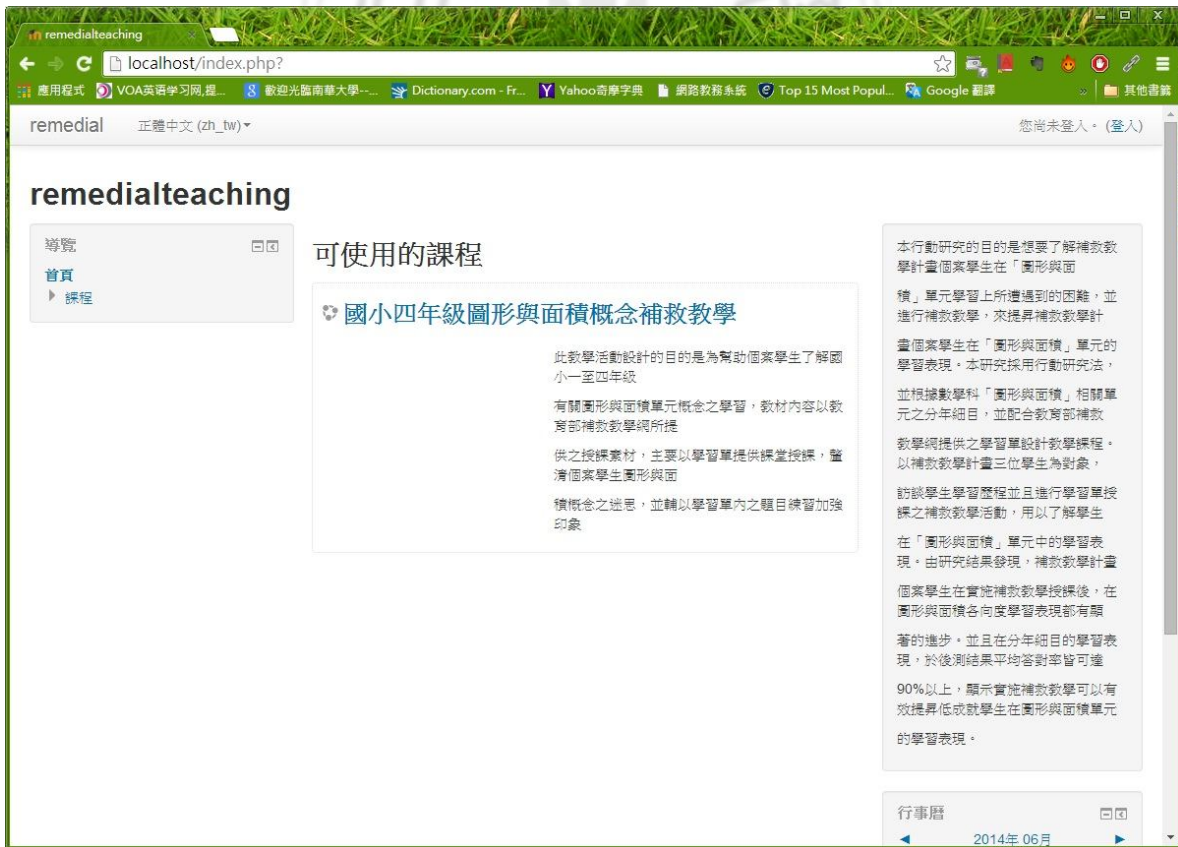 remedialteaching
localhost/index.php?
應用程式 VOA英语学习网,提... 歡迎光臨南華大學--... Dictionary.com - Fr... Yahoo奇摩字典 網路教務系統 Top 15 Most Popul... Google 翻譯 » 其他書籤
remedial 正體中文 (zh_tw) 您尚未登入。(登入)
remedialteaching
導覽
首頁
課程
可使用的課程
國小四年級圖形與面積概念補救教學
此教學活動設計的目的是為幫助個案學生了解國
小一至四年級
有關圖形與面積單元概念之學習，教材內容以教
育部補救教學網所提
供之授課素材，主要以學習單提供課堂授課，釐
清個案學生圖形與面
積概念之迷思，並輔以學習單內之題目練習加強
印象
本行動研究的目的是想要了解補救教
學計畫個案學生在「圖形與面
積」單元學習上所遭遇到的困難，並
進行補救教學，來提昇補救教學計
畫個案學生在「圖形與面積」單元的
學習表現。本研究採用行動研究法，
並根據數學科「圖形與面積」相關單
元之分年細目，並配合教育部補救
教學網提供之學習單設計教學課程。
以補救教學計畫三位學生為對象，
訪談學生學習歷程並且進行學習單授
課之補救教學活動，用以了解學生
在「圖形與面積」單元中的學習表
現。由研究結果發現，補救教學計畫
個案學生在實施補救教學授課後，在
圖形與面積各向度學習表現都有顯
著的進步。並且在分年細目的學習表
現，於後測結果平均答對率皆可達
90%以上，顯示實施補救教學可以有
效提昇低成就學生在圖形與面積單元
的學習表現。
行事曆
2014年 06月